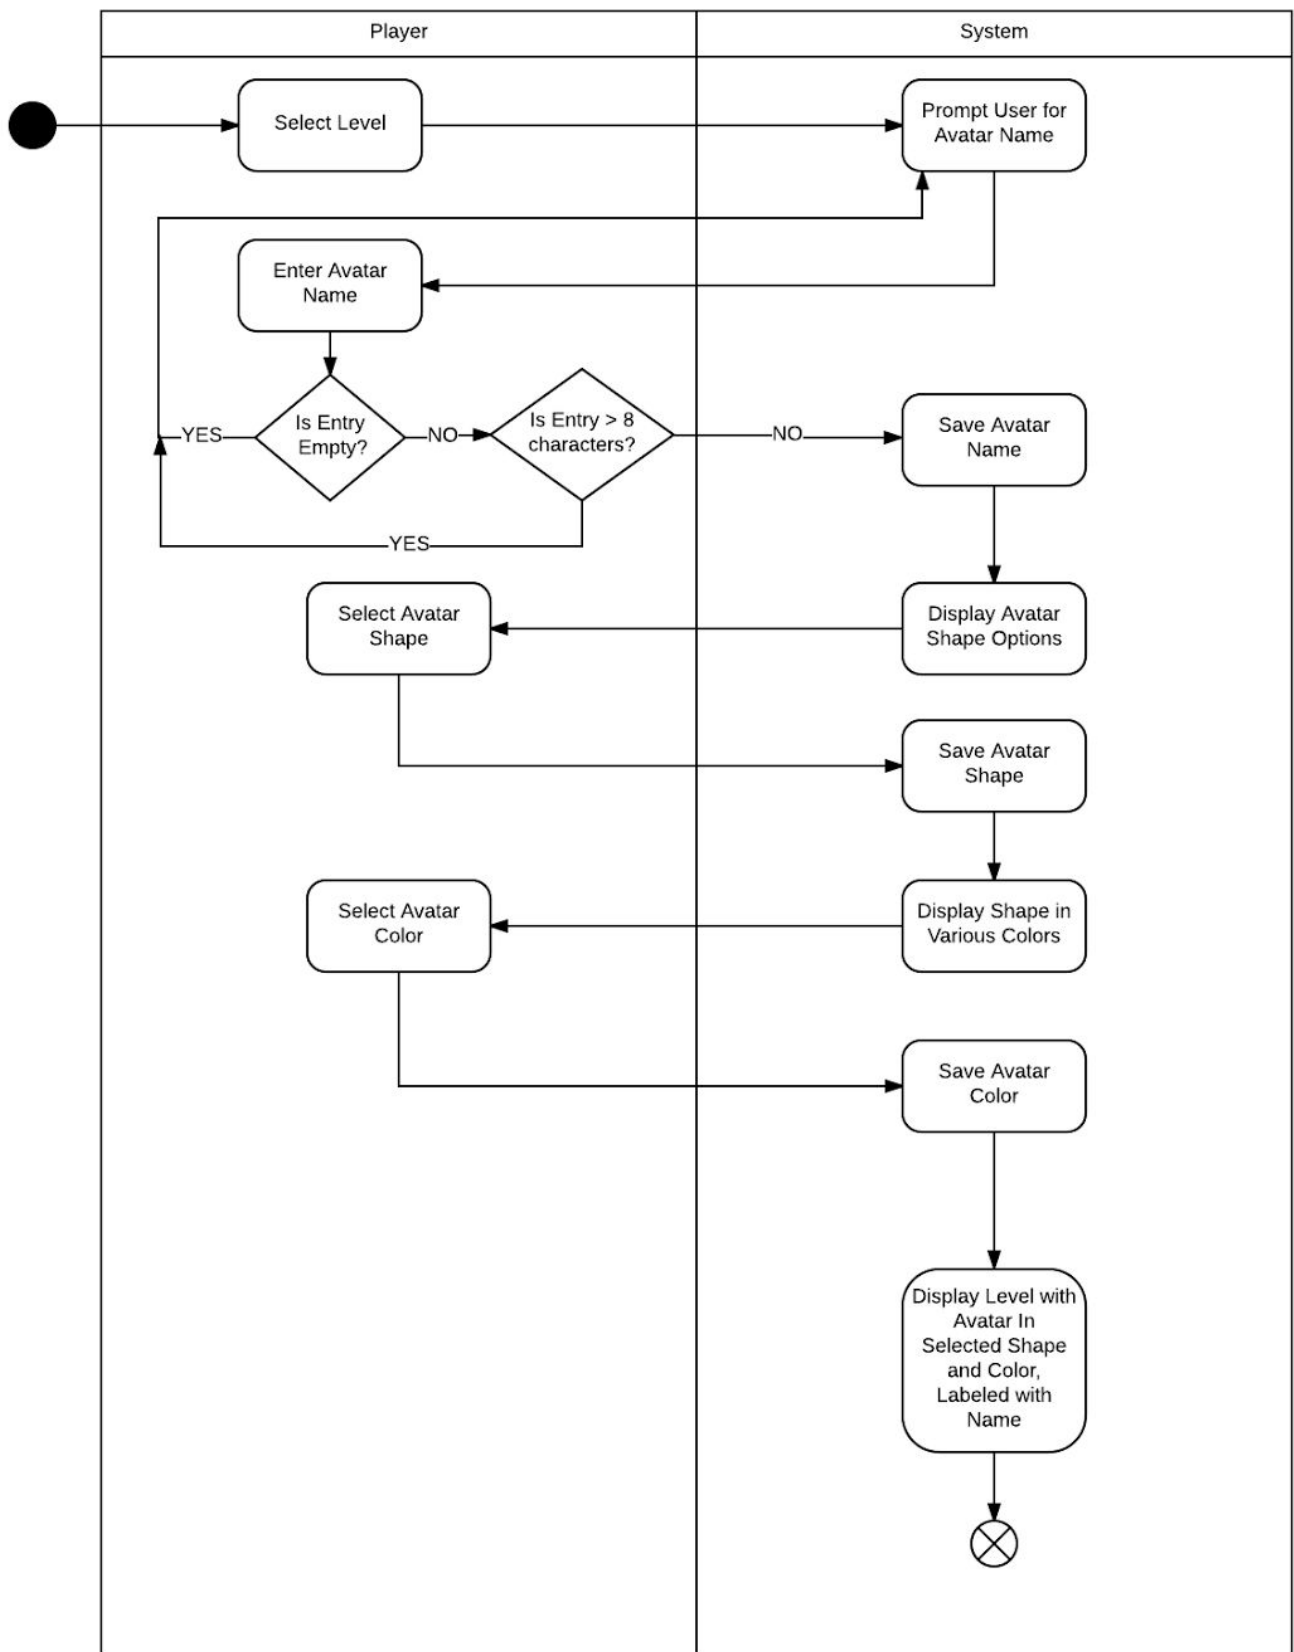 Player
System
Select Level
Prompt User for
Avatar Name
Enter Avatar
Name
Is Entry
Empty?
YES
NO
Is Entry > 8
characters?
NO
YES
Save Avatar
Name
Display Avatar
Shape Options
Select Avatar
Shape
Save Avatar
Shape
Display Shape in
Various Colors
Select Avatar
Color
Save Avatar
Color
Display Level with
Avatar In
Selected Shape
and Color,
Labeled with
Name